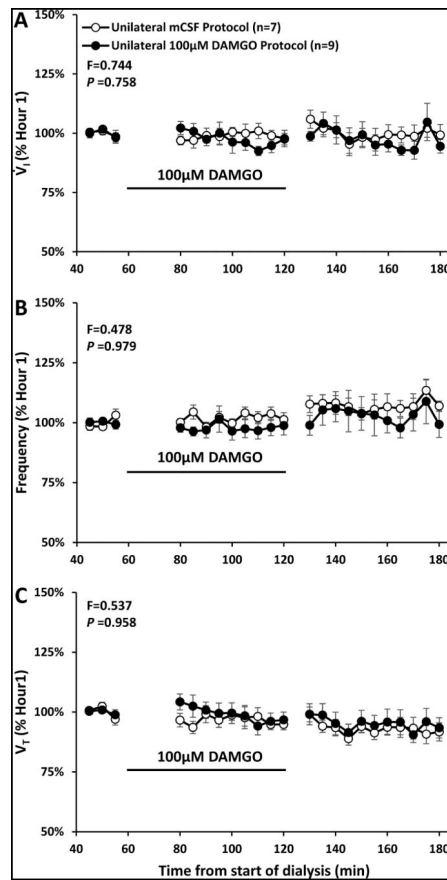 A
Unilateral mCSF Protocol (n=7)
Unilateral 100µM DAMGO Protocol (n=9)
150%
F=0.744
P = 0.758
125%
100%
75%
50%
V̇I (% Hour 1)
100µM DAMGO
40 60 80 100 120 140 160 180
B
150%
F=0.478
P =0.979
125%
100%
75%
50%
Frequency (% Hour 1)
100µM DAMGO
40 60 80 100 120 140 160 180
C
150%
F=0.537
P =0.958
125%
100%
75%
50%
VT (% Hour1)
100µM DAMGO
40 60 80 100 120 140 160 180
Time from start of dialysis (min)